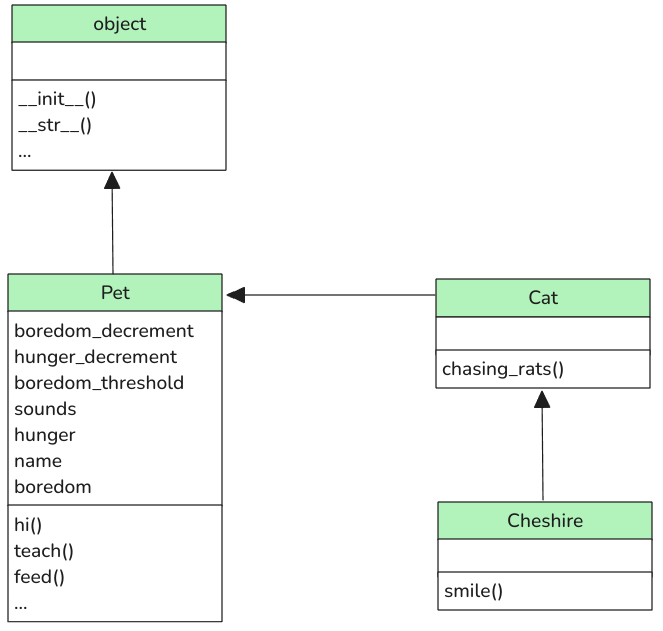 object
__init__()
__str__()
...
Pet
boredom_decrement
hunger_decrement
boredom_threshold
sounds
hunger
name
boredom
hi()
teach()
feed()
...
Cat
chasing_rats()
Cheshire
smile()